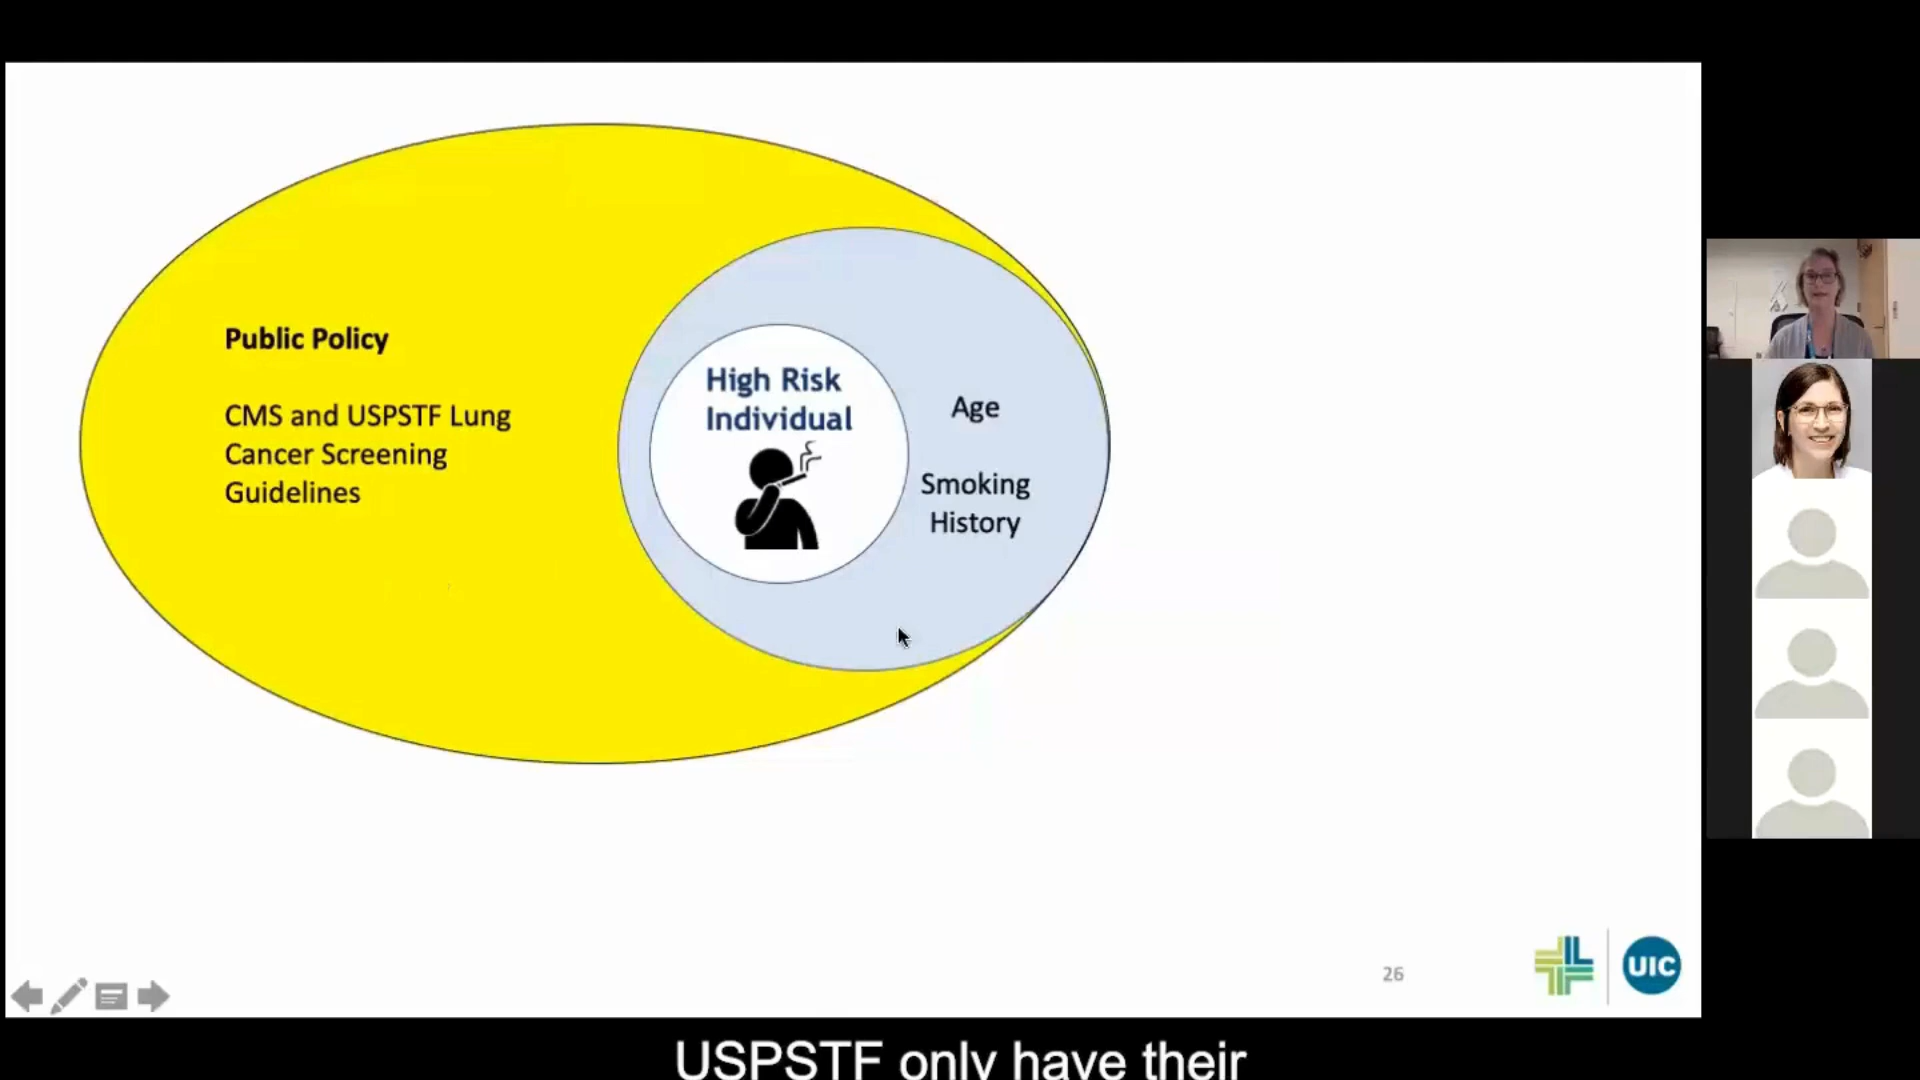 Public Policy
CMS and USPSTF Lung
Cancer Screening
Guidelines
High Risk
Individual
Age
Smoking
History
26
UIC
USPSTF only have their